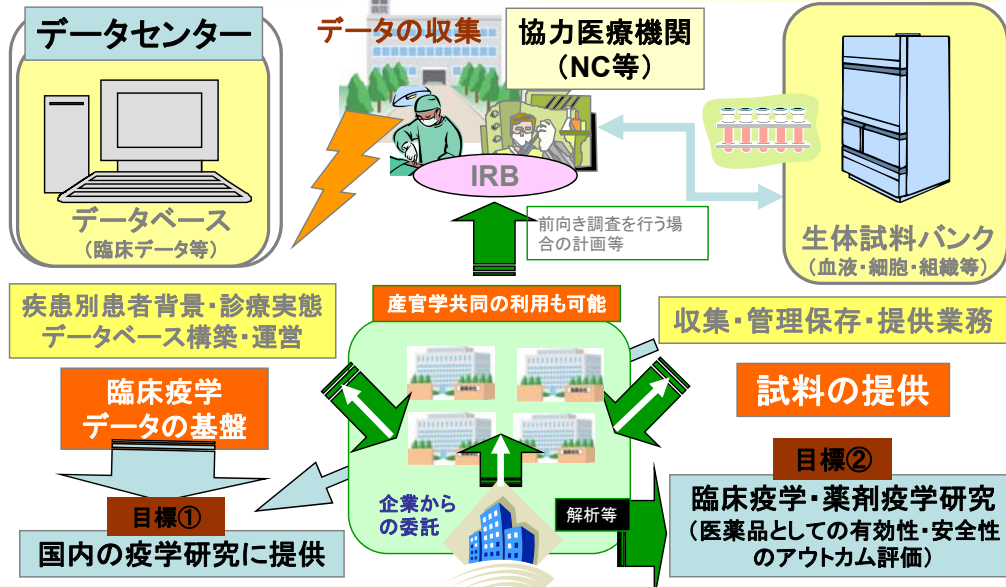 データセンター
データの収集
協力医療機関
（NC等）
IRB
データベース
（臨床データ等）
前向き調査を行う場
合の計画等
生体試料バンク
（血液・細胞・組織等）
疾患別患者背景・診療実態
データベース構築・運営
産官学共同の利用も可能
収集・管理保存・提供業務
臨床疫学
データの基盤
試料の提供
目標①
国内の疫学研究に提供
企業から
の委託
解析等
目標②
臨床疫学・薬剤疫学研究
（医薬品としての有効性・安全性
のアウトカム評価）